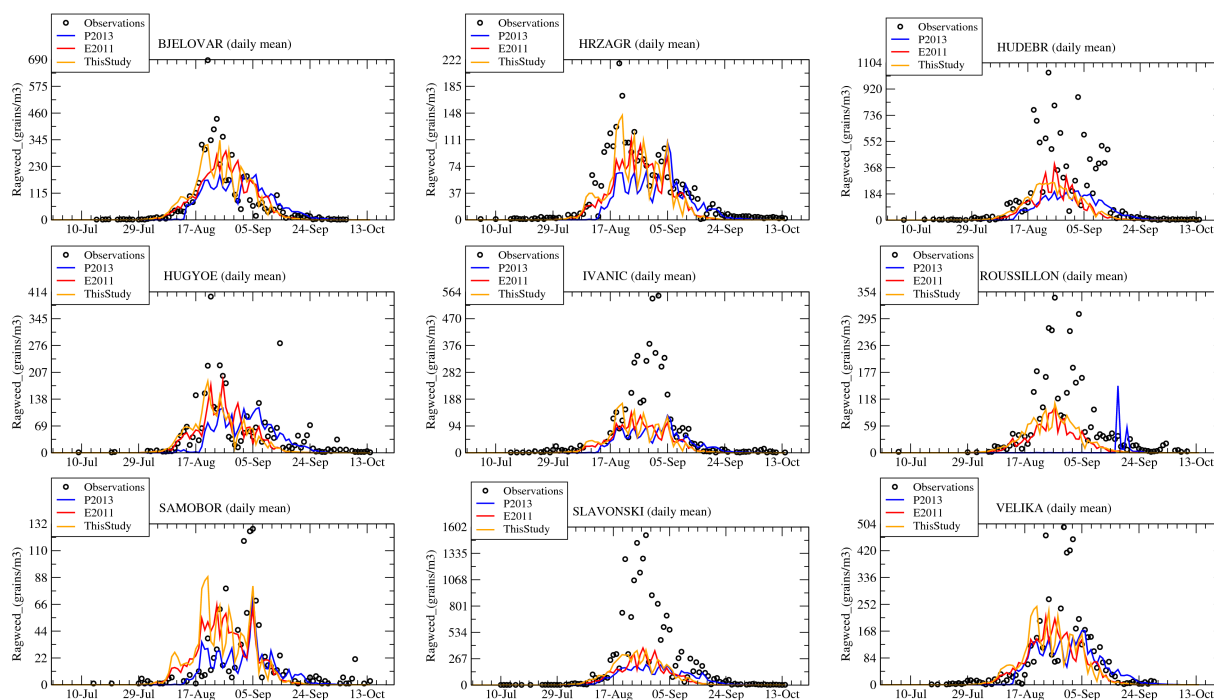 Observations
P2013
E2011
ThisStudy
BJELOVAR (daily mean)
Ragweed_(grains/m3)
690
575
460
345
230
115
0
10-Jul 29-Jul 17-Aug 05-Sep 24-Sep 13-Oct
Observations
P2013
E2011
ThisStudy
HRZAGR (daily mean)
Ragweed_(grains/m3)
222
185
148
111
74
37
0
10-Jul 29-Jul 17-Aug 05-Sep 24-Sep 13-Oct
Observations
P2013
E2011
ThisStudy
HUDEBR (daily mean)
Ragweed_(grains/m3)
1104
920
736
552
368
184
0
10-Jul 29-Jul 17-Aug 05-Sep 24-Sep 13-Oct
Observations
P2013
E2011
ThisStudy
HUGYOE (daily mean)
Ragweed_(grains/m3)
414
345
276
207
138
69
0
10-Jul 29-Jul 17-Aug 05-Sep 24-Sep 13-Oct
Observations
P2013
E2011
ThisStudy
IVANIC (daily mean)
Ragweed_(grains/m3)
564
470
376
282
188
94
0
10-Jul 29-Jul 17-Aug 05-Sep 24-Sep 13-Oct
Observations
P2013
E2011
ThisStudy
ROUSSILLON (daily mean)
Ragweed_(grains/m3)
354
295
236
177
118
59
0
10-Jul 29-Jul 17-Aug 05-Sep 24-Sep 13-Oct
Observations
P2013
E2011
ThisStudy
SAMOBOR (daily mean)
Ragweed_(grains/m3)
132
110
88
66
44
22
0
10-Jul 29-Jul 17-Aug 05-Sep 24-Sep 13-Oct
Observations
P2013
E2011
ThisStudy
SLAVONSKI (daily mean)
Ragweed_(grains/m3)
1602
1335
1068
801
534
267
0
10-Jul 29-Jul 17-Aug 05-Sep 24-Sep 13-Oct
Observations
P2013
E2011
ThisStudy
VELIKA (daily mean)
Ragweed_(grains/m3)
504
420
336
252
168
84
0
10-Jul 29-Jul 17-Aug 05-Sep 24-Sep 13-Oct